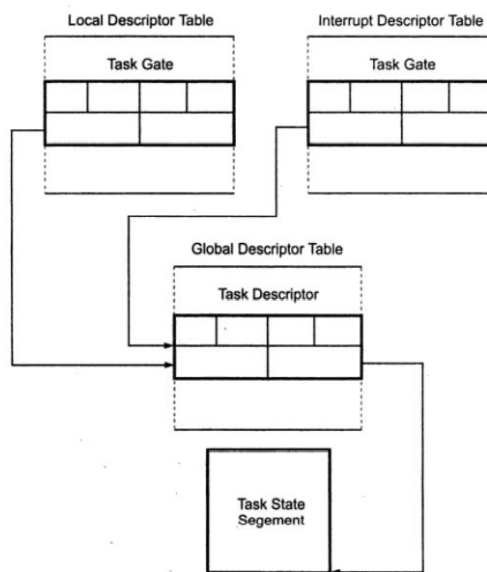 Local Descriptor Table
Interrupt Descriptor Table
Task Gate
Task Gate
Global Descriptor Table
Task Descriptor
Task State
Segement